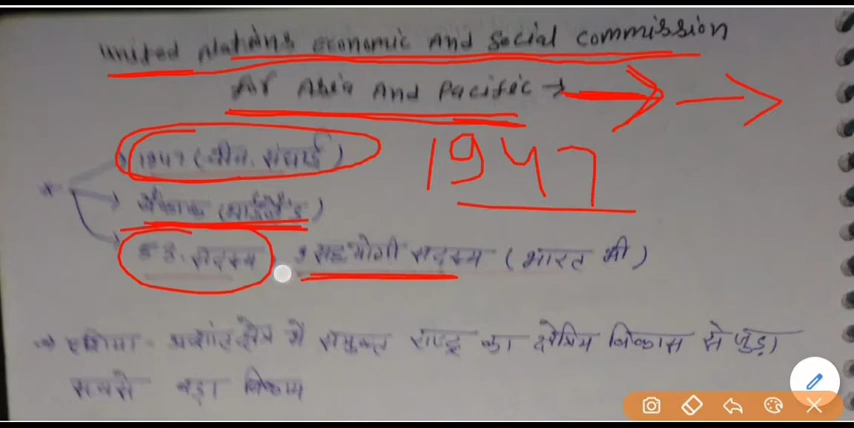 United Nations Economic And Social Commission
for Asia And Pacific →
1947 (चीन, संघाई)
1947
बैंकाक (थाईलैंड)
सदस्य 9 सहयोगी सदस्य (भारत भी)
→ एशिया - प्रशांत क्षेत्र में संयुक्त राष्ट्र का क्षेत्रिय विकास से जुड़ा
सबसे बड़ा निकाय